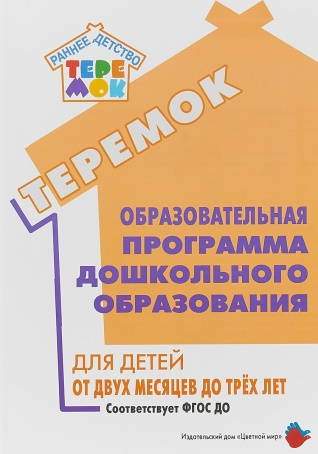 РАННЕЕ ДЕТСТВО
ТЕРЕ
МОК
ТЕРЕМОК
ОБРАЗОВАТЕЛЬНАЯ
ПРОГРАММА
ДОШКОЛЬНОГО
ОБРАЗОВАНИЯ
ДЛЯ ДЕТЕЙ
ОТ ДВУХ МЕСЯЦЕВ ДО ТРЁХ ЛЕТ
Соответствует ФГОС ДО
Издательский дом «Цветной мир»